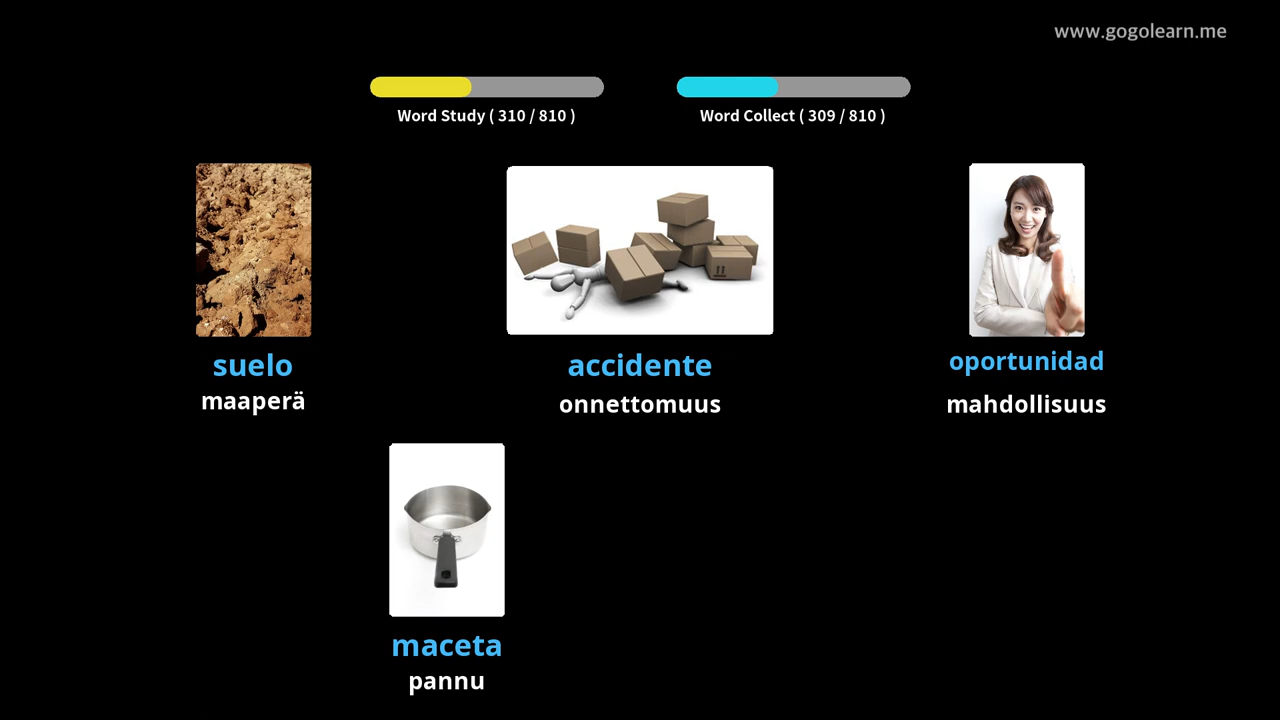 www.gogolearn.me
Word Study ( 310 / 810 )
Word Collect ( 309 / 810 )
suelo
maaperä
accidente
onnettomuus
oportunidad
mahdollisuus
maceta
pannu